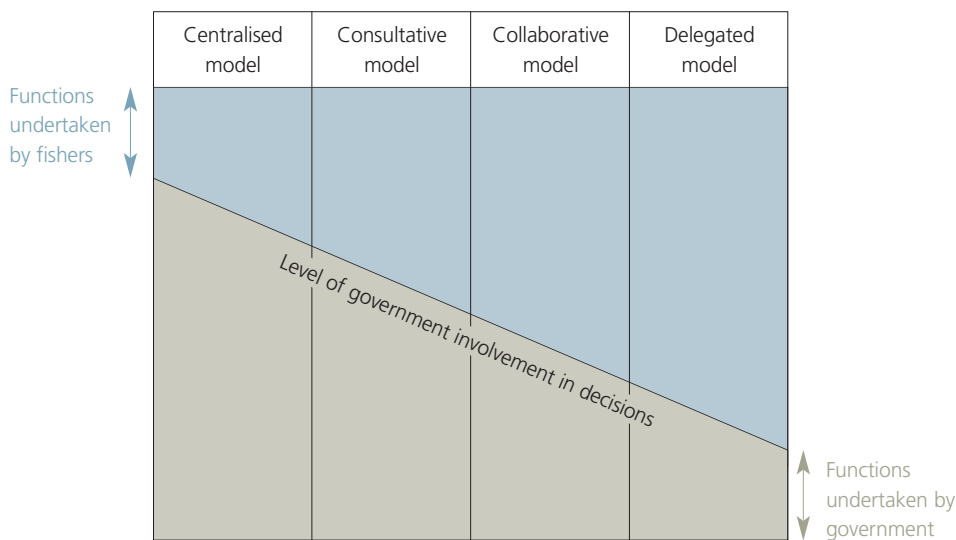 Centralised
model
Consultative
model
Collaborative
model
Delegated
model
Functions
undertaken
by fishers
Level of government involvement in decisions
Functions
undertaken by
government